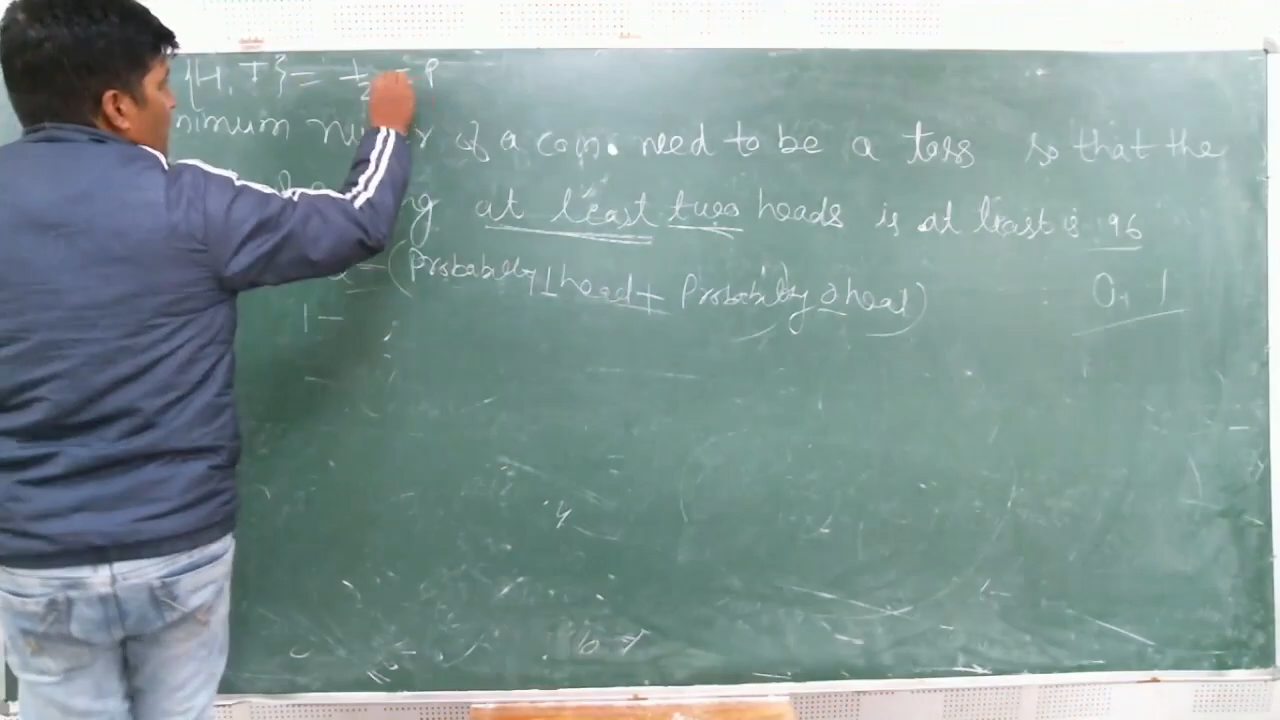 {H, T} = 1/2 = P
nimum of a coin. need to be a toss so that the
at least two heads is at least is .96
= (Probability 1 head + Probability 0 head) 0, 1
1 -